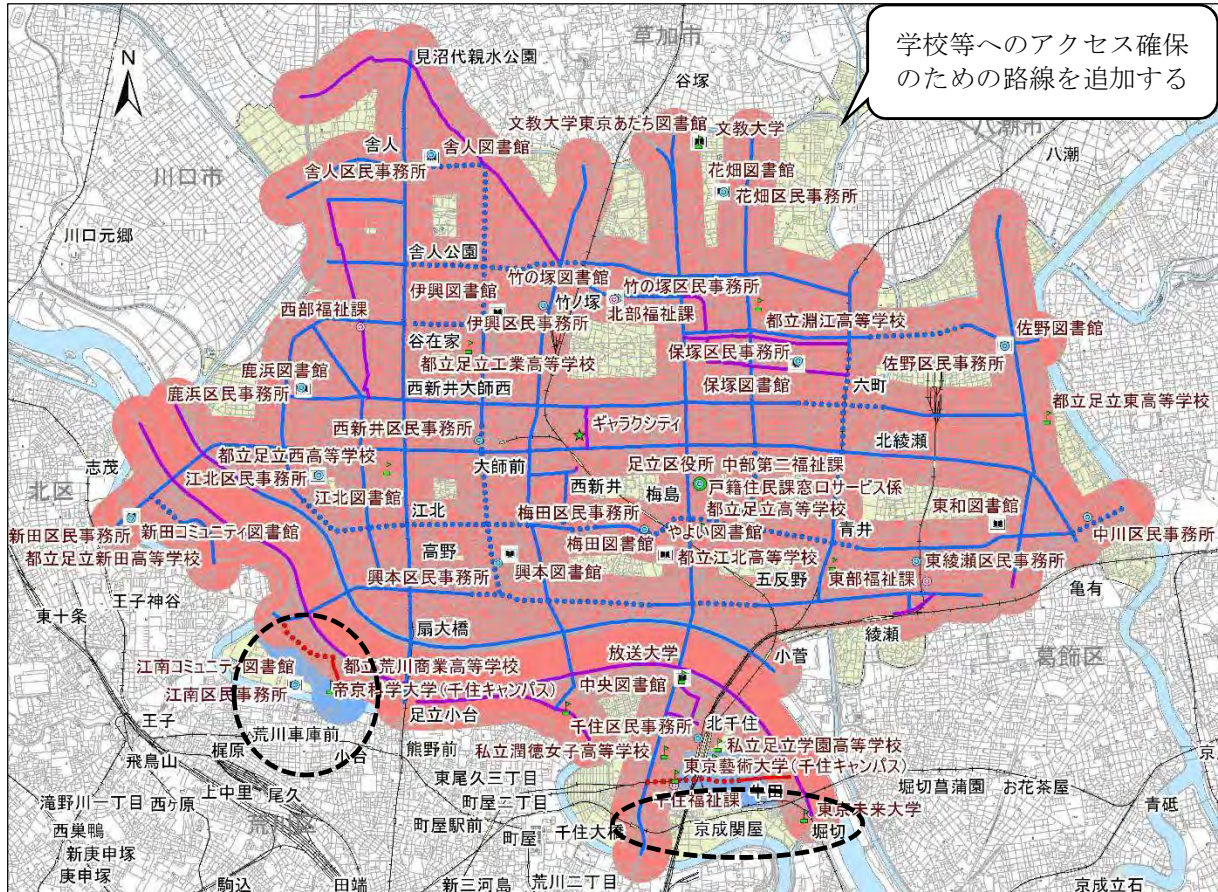 学校等へのアクセス確保
のための路線を追加する
N
草加市
見沼代親水公園
谷塚
文教大学東京あだち図書館
文教大学
八潮市
八潮
舎人
舎人図書館
舎人区民事務所
花畑図書館
花畑区民事務所
川口市
川口元郷
舎人公園
竹の塚図書館
竹の塚区民事務所
伊興図書館
竹ノ塚
北部福祉課
西部福祉課
伊興区民事務所
都立淵江高等学校
佐野図書館
谷在家
都立足立工業高等学校
保塚区民事務所
佐野区民事務所
鹿浜図書館
鹿浜区民事務所
西新井大師西
保塚図書館
六町
都立足立東高等学校
西新井区民事務所
ギャラクシティ
北綾瀬
志茂
都立足立西高等学校
大師前
足立区役所
中部第二福祉課
北区
江北区民事務所
西新井
梅島
戸籍住民課窓口サービス係
江北図書館
江北
梅田区民事務所
都立足立高等学校
東和図書館
新田区民事務所
新田コミュニティ図書館
やよい図書館
青井
中川区民事務所
都立足立新田高等学校
高野
梅田図書館
都立江北高等学校
東綾瀬区民事務所
興本区民事務所
興本図書館
五反野
東部福祉課
亀有
王子神谷
東十条
扇大橋
綾瀬
小菅
葛飾区
放送大学
江南コミュニティ図書館
都立荒川商業高等学校
中央図書館
江南区民事務所
帝京科学大学(千住キャンパス)
足立小台
千住区民事務所
北千住
王子
荒川車庫前
梶原
小台
熊野前
私立潤徳女子高等学校
私立足立学園高等学校
飛鳥山
東尾久三丁目
東京藝術大学(千住キャンパス)
堀切菖蒲園
お花茶屋
上中里
尾久
滝野川一丁目
西ヶ原
町屋二丁目
千住福祉課
牛田
東京未来大学
青砥
荒川区
町屋駅前
町屋
千住大橋
京成関屋
堀切
西巣鴨
新庚申塚
庚申塚
駒込
田端
新三河島
荒川二丁目
京成立石